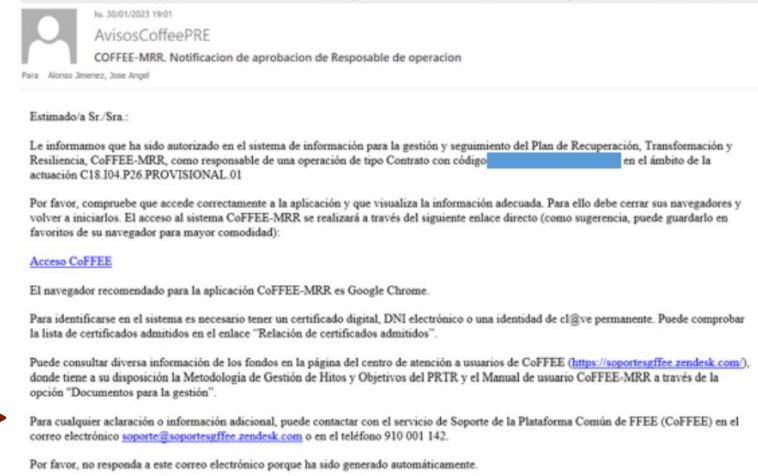 lu. 30/01/2023 19:01
AvisosCoffeePRE
COFFEE-MRR. Notificacion de aprobacion de Resposable de operacion
Para Alonso Jimenez, Jose Angel
Estimado/a Sr./Sra.:
Le informamos que ha sido autorizado en el sistema de información para la gestión y seguimiento del Plan de Recuperación, Transformación y
Resiliencia, CoFFEE-MRR, como responsable de una operación de tipo Contrato con código en el ámbito de la
actuación C18.I04.P26.PROVISIONAL.01
Por favor, compruebe que accede correctamente a la aplicación y que visualiza la información adecuada. Para ello debe cerrar sus navegadores y
volver a iniciarlos. El acceso al sistema CoFFEE-MRR se realizará a través del siguiente enlace directo (como sugerencia, puede guardarlo en
favoritos de su navegador para mayor comodidad):
Acceso CoFFEE
El navegador recomendado para la aplicación CoFFEE-MRR es Google Chrome.
Para identificarse en el sistema es necesario tener un certificado digital, DNI electrónico o una identidad de cl@ve permanente. Puede comprobar
la lista de certificados admitidos en el enlace "Relación de certificados admitidos".
Puede consultar diversa información de los fondos en la página del centro de atención a usuarios de CoFFEE (https://soportesgffee.zendesk.com/),
donde tiene a su disposición la Metodología de Gestión de Hitos y Objetivos del PRTR y el Manual de usuario CoFFEE-MRR a través de la
opción "Documentos para la gestión".
Para cualquier aclaración o información adicional, puede contactar con el servicio de Soporte de la Plataforma Común de FFEE (CoFFEE) en el
correo electrónico soporte@soportesgffee.zendesk.com o en el teléfono 910 001 142.
Por favor, no responda a este correo electrónico porque ha sido generado automáticamente.